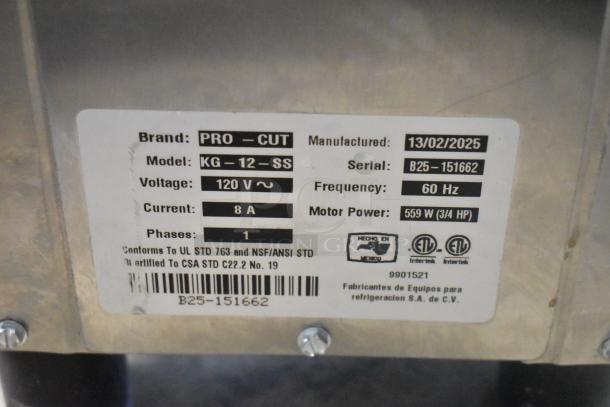 Brand: PRO - CUT
Manufactured: 13/02/2025
Model: KG - 12 - SS
Serial: B25 - 151662
Voltage: 120 V ~
Frequency: 60 Hz
Current: 8 A
Motor Power: 559 W (3/4 HP)
Phases: 1
Conforms To UL STD 763 and NSF/ANSI STD
ertified To CSA STD C22.2 No. 19
B25-151662
HECHO EN
MEXICO
ETL
Intertek
ETL
Intertek
9901521
Fabricantes de Equipos para
refrigeracion S.A. de C.V.